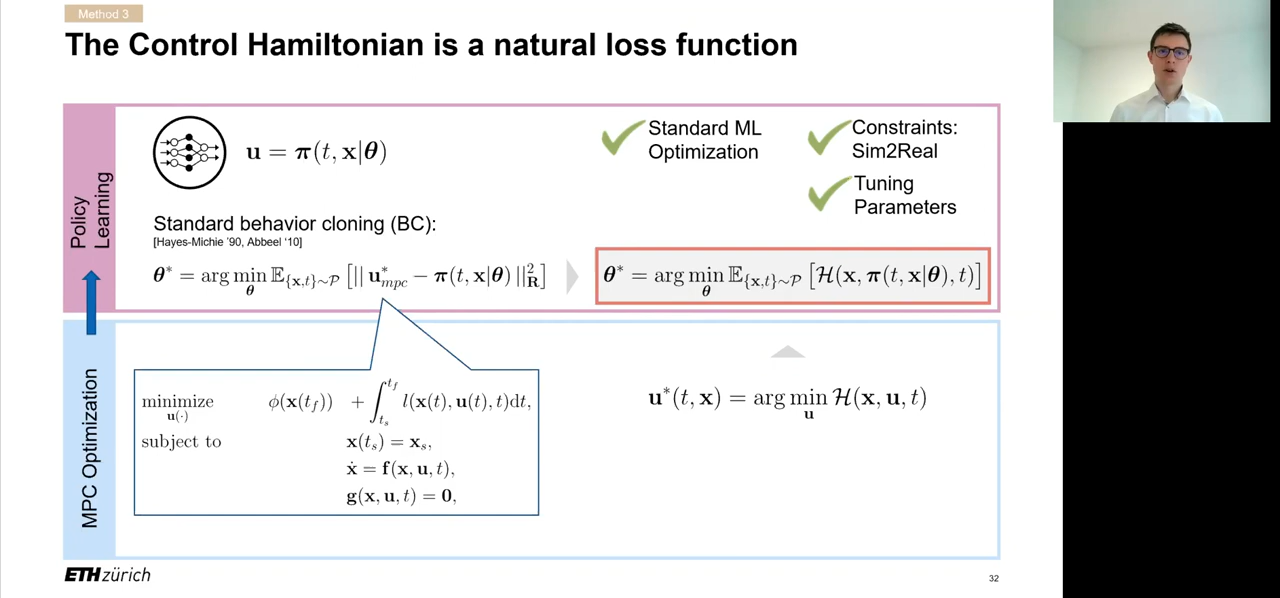 Method 3
The Control Hamiltonian is a natural loss function
Policy
Learning
u = π(t, x|θ)
Standard ML
Optimization
Constraints:
Sim2Real
Tuning
Parameters
Standard behavior cloning (BC):
[Hayes-Michie '90, Abbeel '10]
θ* = arg min_θ 𝔼_{{x,t}∼𝒫} [|| u*_mpc − π(t, x|θ) ||²_R]
θ* = arg min_θ 𝔼_{{x,t}∼𝒫} [ℋ(x, π(t, x|θ), t)]
MPC Optimization
minimize_{u(·)} ϕ(x(t_f)) + ∫_{t_s}^{t_f} l(x(t), u(t), t)dt,
subject to x(t_s) = x_s,
ẋ = f(x, u, t),
g(x, u, t) = 0,
u*(t, x) = arg min_u ℋ(x, u, t)
ETH zürich
32